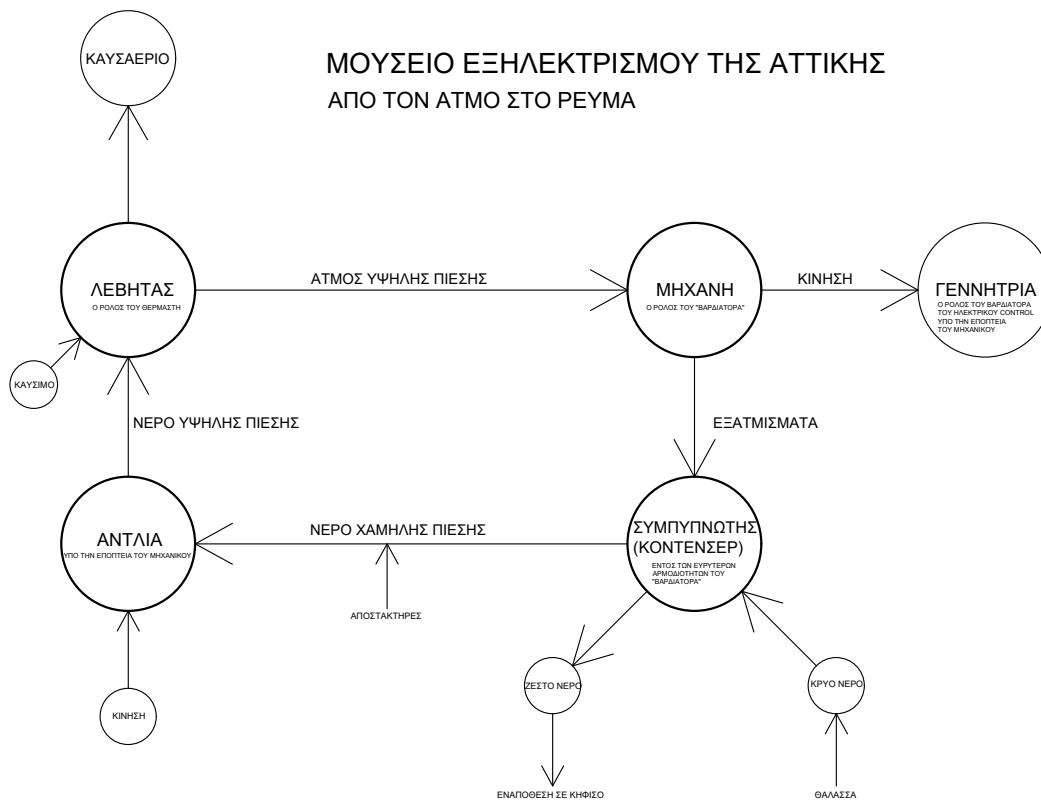 ΚΑΥΣΑΕΡΙΟ
ΜΟΥΣΕΙΟ ΕΞΗΛΕΚΤΡΙΣΜΟΥ ΤΗΣ ΑΤΤΙΚΗΣ
ΑΠΟ ΤΟΝ ΑΤΜΟ ΣΤΟ ΡΕΥΜΑ
ΛΕΒΗΤΑΣ
Ο ΡΟΛΟΣ ΤΟΥ ΘΕΡΜΑΣΤΗ
ΑΤΜΟΣ ΥΨΗΛΗΣ ΠΙΕΣΗΣ
ΜΗΧΑΝΗ
Ο ΡΟΛΟΣ ΤΟΥ "ΒΑΡΔΙΑΤΟΡΑ"
ΚΙΝΗΣΗ
ΓΕΝΝΗΤΡΙΑ
Ο ΡΟΛΟΣ ΤΟΥ ΒΑΡΔΙΑΤΟΡΑ
ΤΟΥ ΗΛΕΚΤΡΙΚΟΥ CONTROL
ΥΠΟ ΤΗΝ ΕΠΟΠΤΕΙΑ
ΤΟΥ ΜΗΧΑΝΙΚΟΥ
ΚΑΥΣΙΜΟ
ΝΕΡΟ ΥΨΗΛΗΣ ΠΙΕΣΗΣ
ΕΞΑΤΜΙΣΜΑΤΑ
ΑΝΤΛΙΑ
ΥΠΟ ΤΗΝ ΕΠΟΠΤΕΙΑ ΤΟΥ ΜΗΧΑΝΙΚΟΥ
ΝΕΡΟ ΧΑΜΗΛΗΣ ΠΙΕΣΗΣ
ΣΥΜΠΥΠΝΩΤΗΣ
(ΚΟΝΤΕΝΣΕΡ)
ΕΝΤΟΣ ΤΩΝ ΕΥΡΥΤΕΡΩΝ
ΑΡΜΟΔΙΟΤΗΤΩΝ ΤΟΥ
"ΒΑΡΔΙΑΤΟΡΑ"
ΑΠΟΣΤΑΚΤΗΡΕΣ
ΖΕΣΤΟ ΝΕΡΟ
ΚΡΥΟ ΝΕΡΟ
ΚΙΝΗΣΗ
ΕΝΑΠΟΘΕΣΗ ΣΕ ΚΗΦΙΣΟ
ΘΑΛΑΣΣΑ